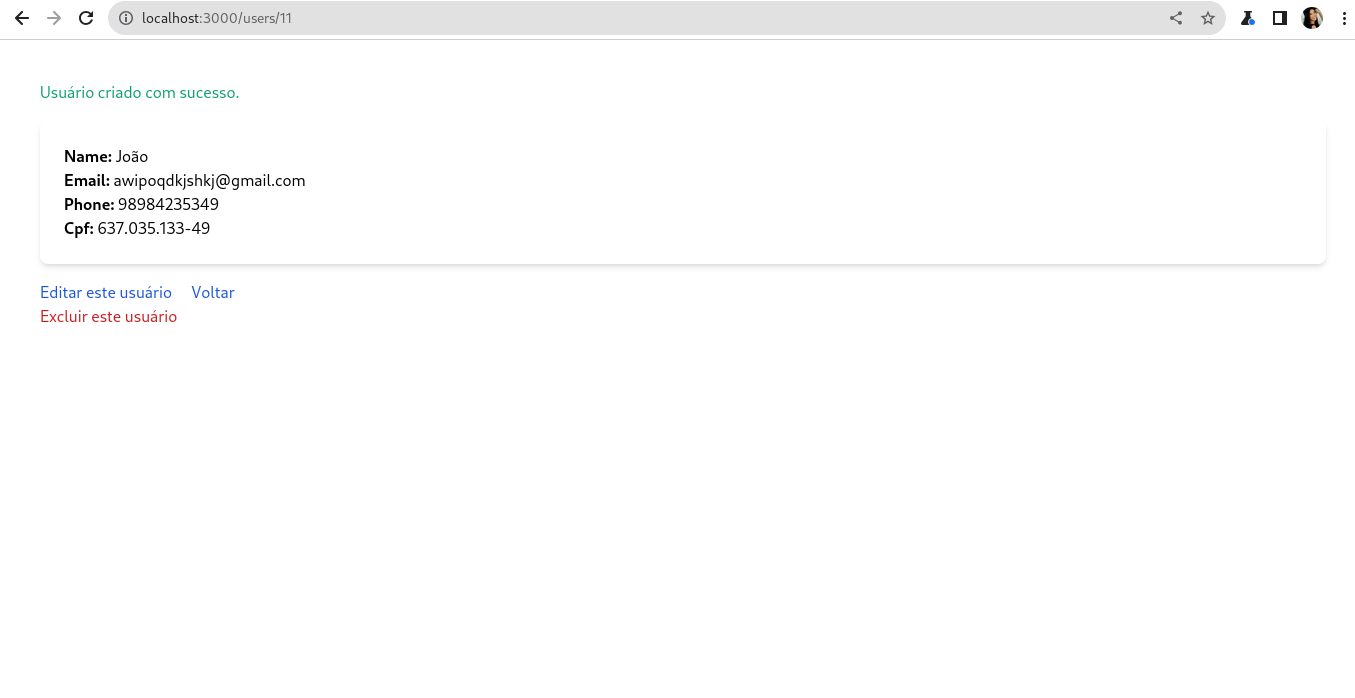 localhost:3000/users/11
Usuário criado com sucesso.
Name: João
Email: awipoqdkjshkj@gmail.com
Phone: 98984235349
Cpf: 637.035.133-49
Editar este usuário Voltar
Excluir este usuário